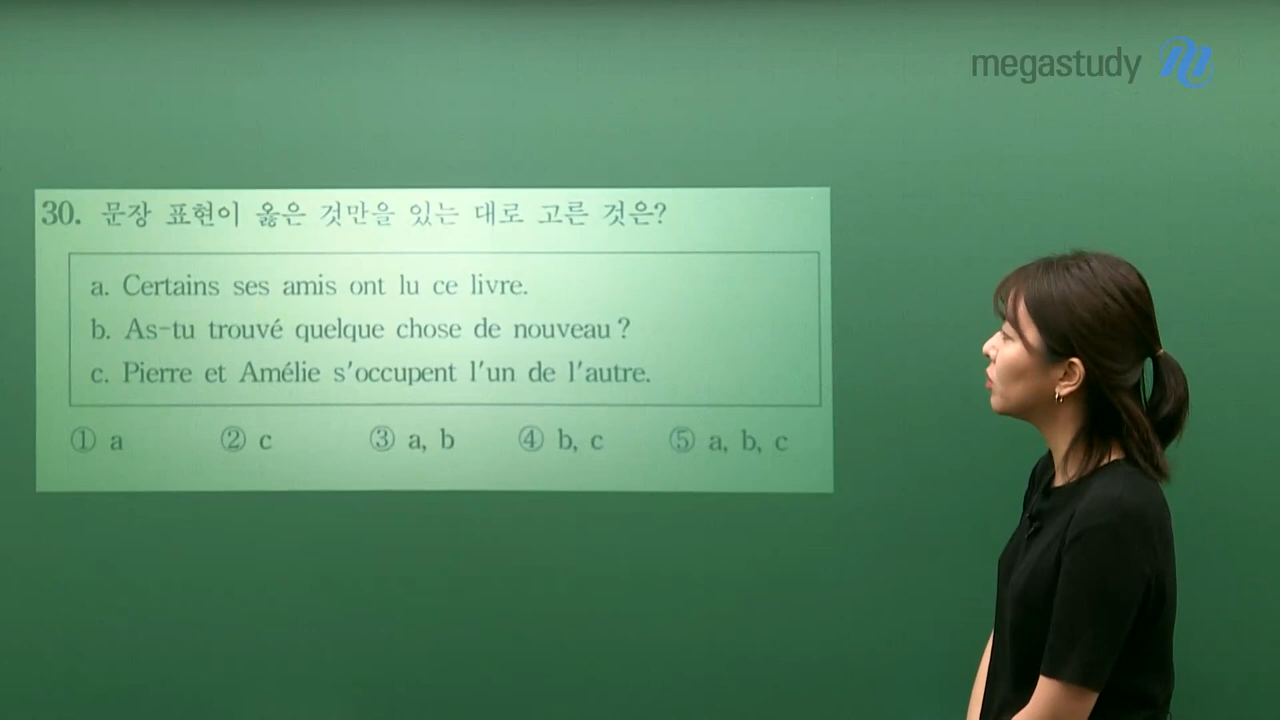 megastudy
30. 문장 표현이 옳은 것만을 있는 대로 고른 것은?
a. Certains ses amis ont lu ce livre.
b. As-tu trouvé quelque chose de nouveau?
c. Pierre et Amélie s'occupent l'un de l'autre.
① a ② c ③ a, b ④ b, c ⑤ a, b, c